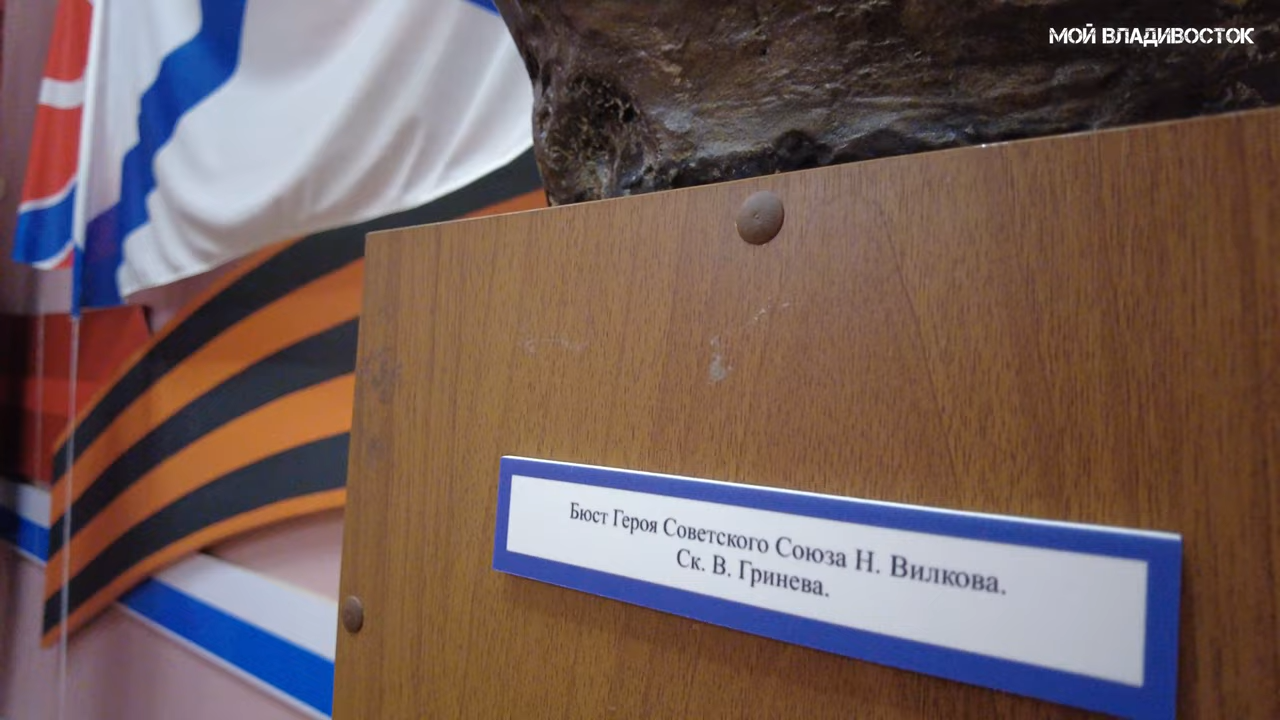 МОЙ ВЛАДИВОСТОК
Бюст Героя Советского Союза Н. Вилкова.
Ск. В. Гринева.